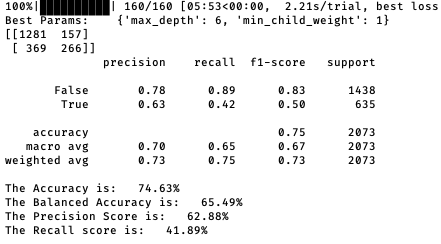 100%|██████████| 160/160 [05:53<00:00, 2.21s/trial, best loss
Best Params: {'max_depth': 6, 'min_child_weight': 1}
[[1281 157]
[ 369 266]]
precision recall f1-score support
False 0.78 0.89 0.83 1438
True 0.63 0.42 0.50 635
accuracy 0.75 2073
macro avg 0.70 0.65 0.67 2073
weighted avg 0.73 0.75 0.73 2073
The Accuracy is: 74.63%
The Balanced Accuracy is: 65.49%
The Precision Score is: 62.88%
The Recall score is: 41.89%